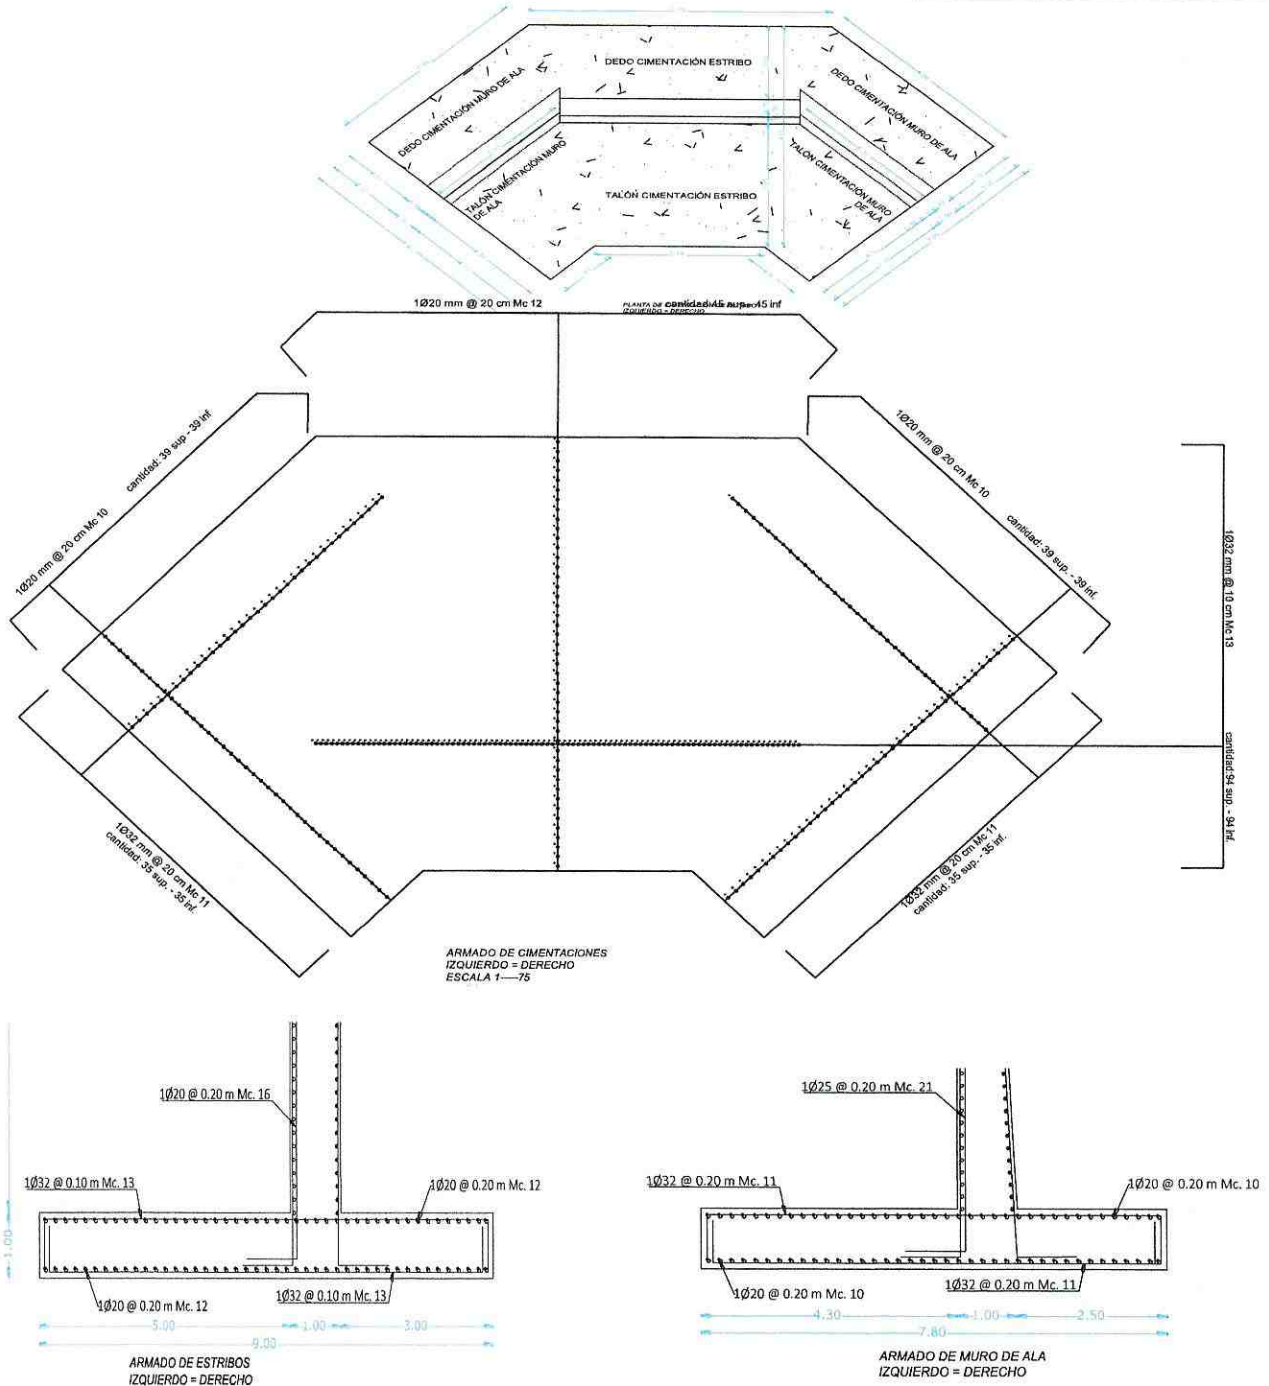 DEDO CIMENTACIÓN ESTRIBO
DEDO CIMENTACIÓN MURO DE ALA
DEDO CIMENTACIÓN MURO DE ALA
TALÓN CIMENTACIÓN MURO
DE ALA
TALÓN CIMENTACIÓN ESTRIBO
TALÓN CIMENTACIÓN MURO
DE ALA
1Ø20 mm @ 20 cm Mc 12
PLANTA DE
IZQUIERDO = DERECHO
cantidad:45 sup.- 45 inf
1Ø20 mm @ 20 cm Mc 10
cantidad: 39 sup - 39 inf
1Ø20 mm @ 20 cm Mc 10
cantidad: 39 sup. - 39 inf.
1Ø32 mm @ 10 cm Mc 13
cantidad:94 sup. - 94 inf.
1Ø32 mm @ 20 cm Mc 11
cantidad: 35 sup. - 35 inf.
1Ø32 mm @ 20 cm Mc 11
cantidad: 35 sup. - 35 inf.
ARMADO DE CIMENTACIONES
IZQUIERDO = DERECHO
ESCALA 1----75
1Ø20 @ 0.20 m Mc. 16
1Ø32 @ 0.10 m Mc. 13
1Ø20 @ 0.20 m Mc. 12
1.00
1Ø20 @ 0.20 m Mc. 12
1Ø32 @ 0.10 m Mc. 13
5.00
1.00
3.00
9.00
ARMADO DE ESTRIBOS
IZQUIERDO = DERECHO
1Ø25 @ 0.20 m Mc. 21
1Ø32 @ 0.20 m Mc. 11
1Ø20 @ 0.20 m Mc. 10
1Ø20 @ 0.20 m Mc. 10
1Ø32 @ 0.20 m Mc. 11
4.30
1.00
2.50
7.80
ARMADO DE MURO DE ALA
IZQUIERDO = DERECHO